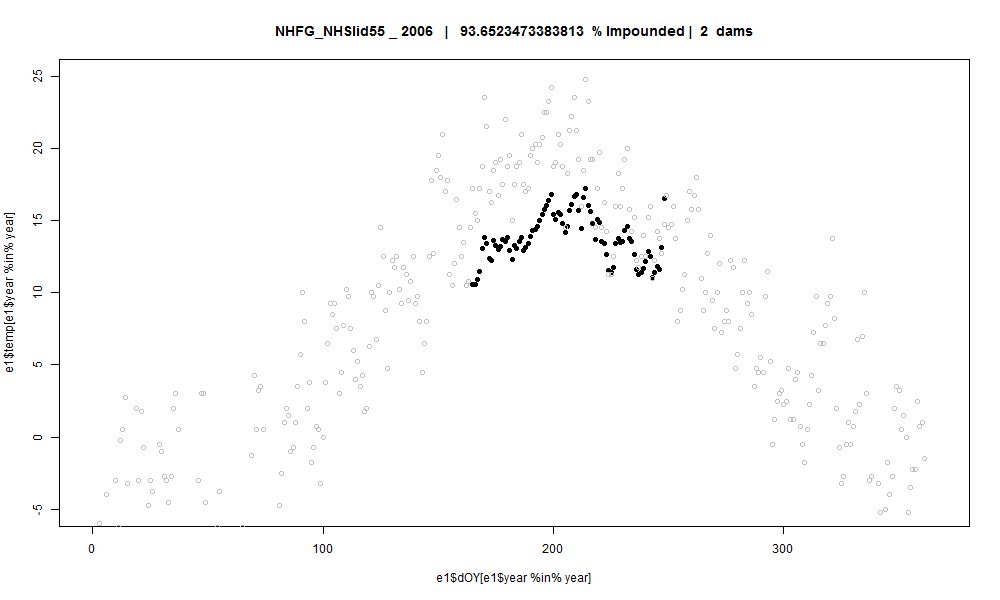 NHFG_NHSlid55 _ 2006 | 93.6523473383813 % Impounded | 2 dams
25
20
15
10
5
0
-5
e1$temp[e1$year %in% year]
0 100 200 300
e1$dOY[e1$year %in% year]